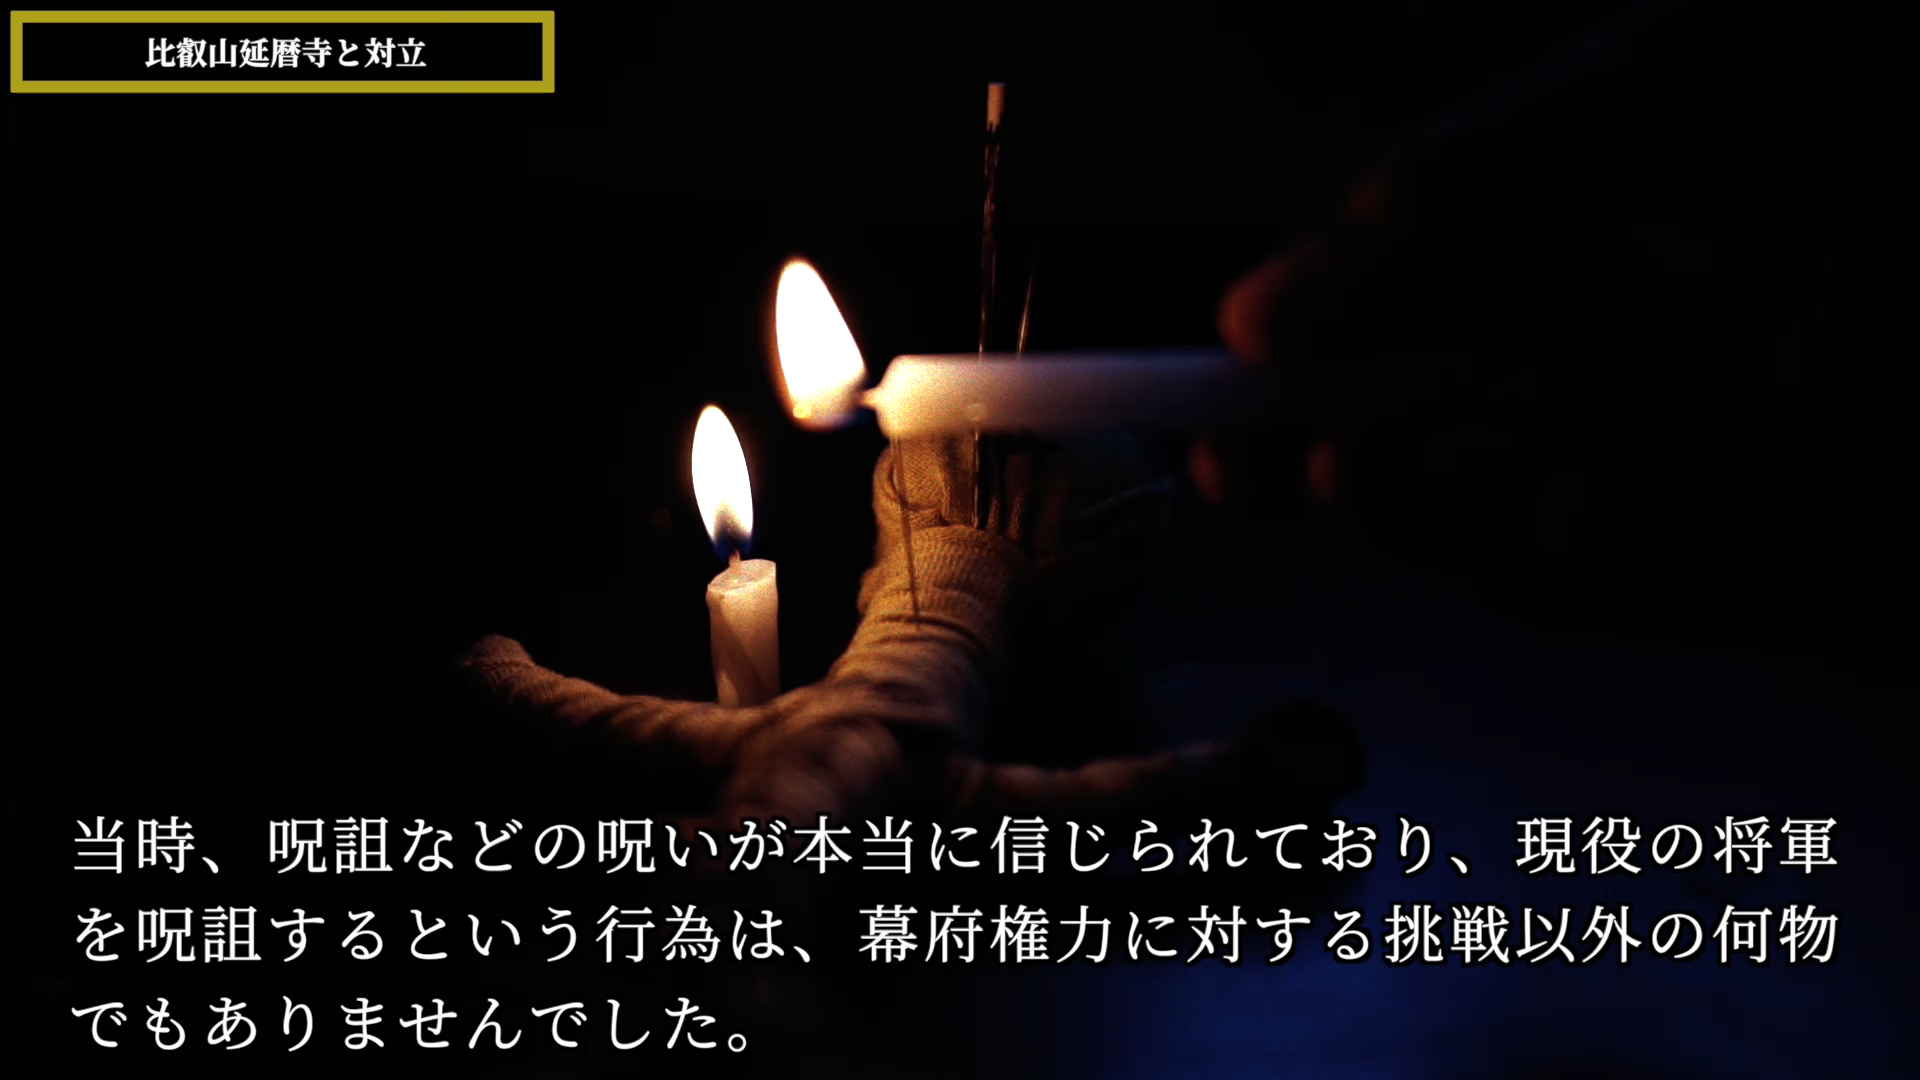 比叡山延暦寺と対立
当時、呪詛などの呪いが本当に信じられており、現役の将軍
を呪詛するという行為は、幕府権力に対する挑戦以外の何物
でもありませんでした。